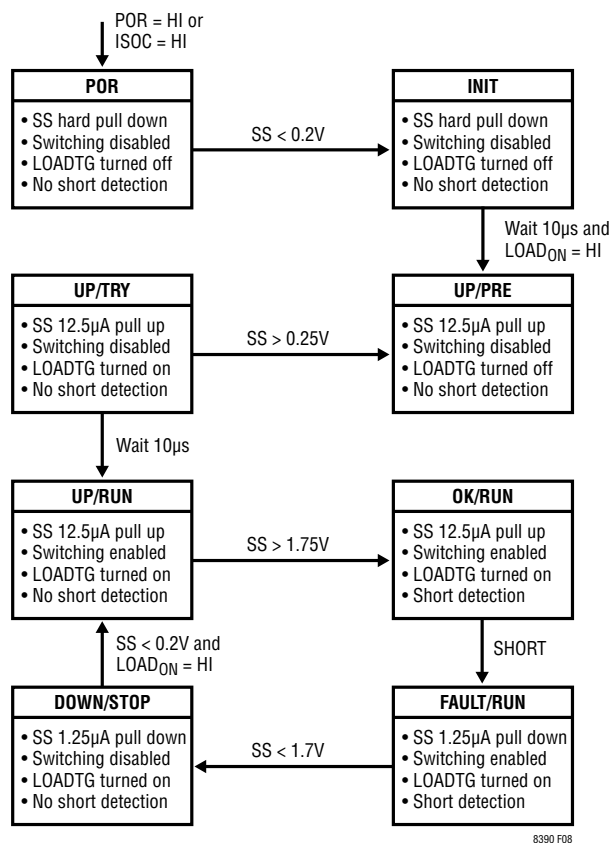 POR = HI or
ISOC = HI
POR
• SS hard pull down
• Switching disabled
• LOADTG turned off
• No short detection
SS < 0.2V
INIT
• SS hard pull down
• Switching disabled
• LOADTG turned off
• No short detection
Wait 10µs and
LOADON = HI
UP/TRY
• SS 12.5µA pull up
• Switching disabled
• LOADTG turned on
• No short detection
SS > 0.25V
UP/PRE
• SS 12.5µA pull up
• Switching disabled
• LOADTG turned off
• No short detection
Wait 10µs
UP/RUN
• SS 12.5µA pull up
• Switching enabled
• LOADTG turned on
• No short detection
SS > 1.75V
OK/RUN
• SS 12.5µA pull up
• Switching enabled
• LOADTG turned on
• Short detection
SS < 0.2V and
LOADON = HI
SHORT
DOWN/STOP
• SS 1.25µA pull down
• Switching disabled
• LOADTG turned on
• No short detection
SS < 1.7V
FAULT/RUN
• SS 1.25µA pull down
• Switching enabled
• LOADTG turned on
• Short detection
8390 F08